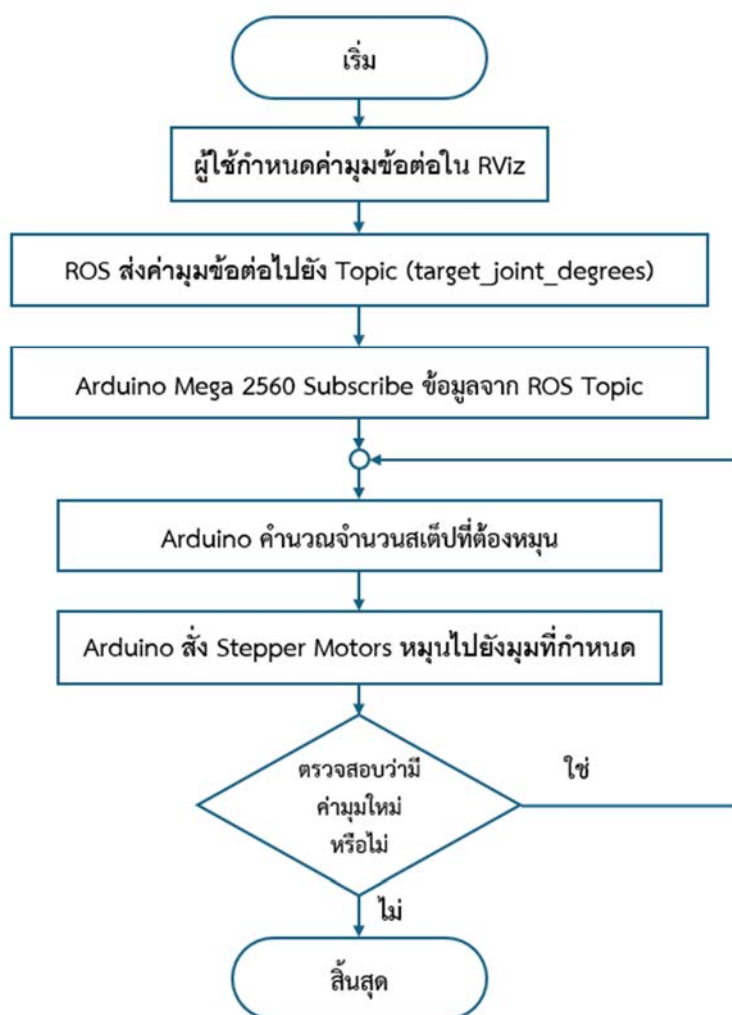 เริ่ม
ผู้ใช้กำหนดค่ามุมข้อต่อใน RViz
ROS ส่งค่ามุมข้อต่อไปยัง Topic (target_joint_degrees)
Arduino Mega 2560 Subscribe ข้อมูลจาก ROS Topic
Arduino คำนวณจำนวนสเต็ปที่ต้องหมุน
Arduino สั่ง Stepper Motors หมุนไปยังมุมที่กำหนด
ตรวจสอบว่ามี
ค่ามุมใหม่
หรือไม่
ใช่
ไม่
สิ้นสุด